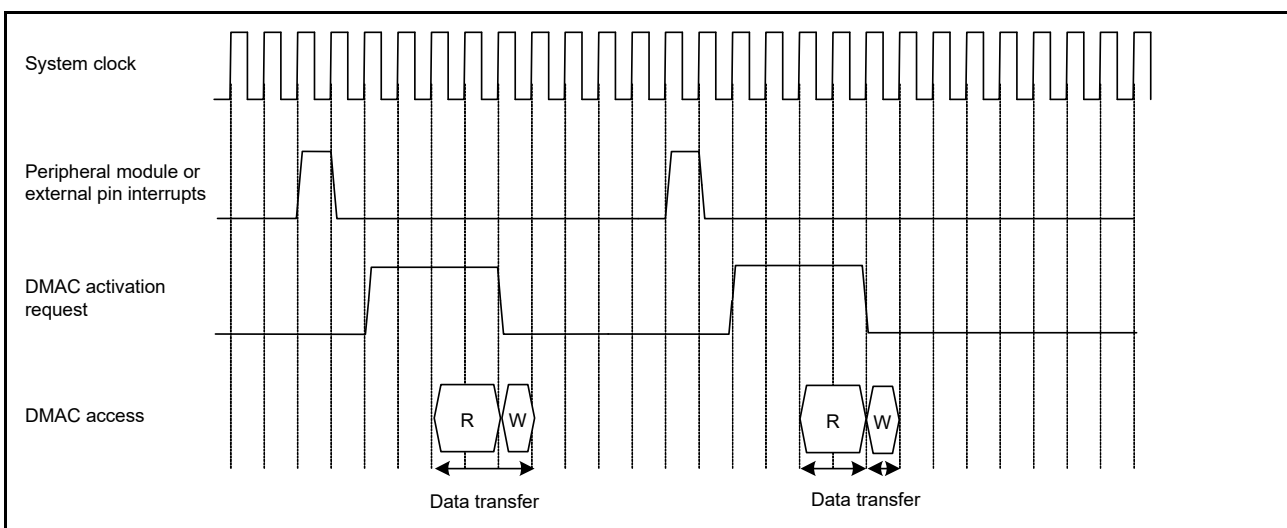 System clock
Peripheral module or
external pin interrupts
DMAC activation
request
DMAC access
R
W
R
W
Data transfer
Data transfer